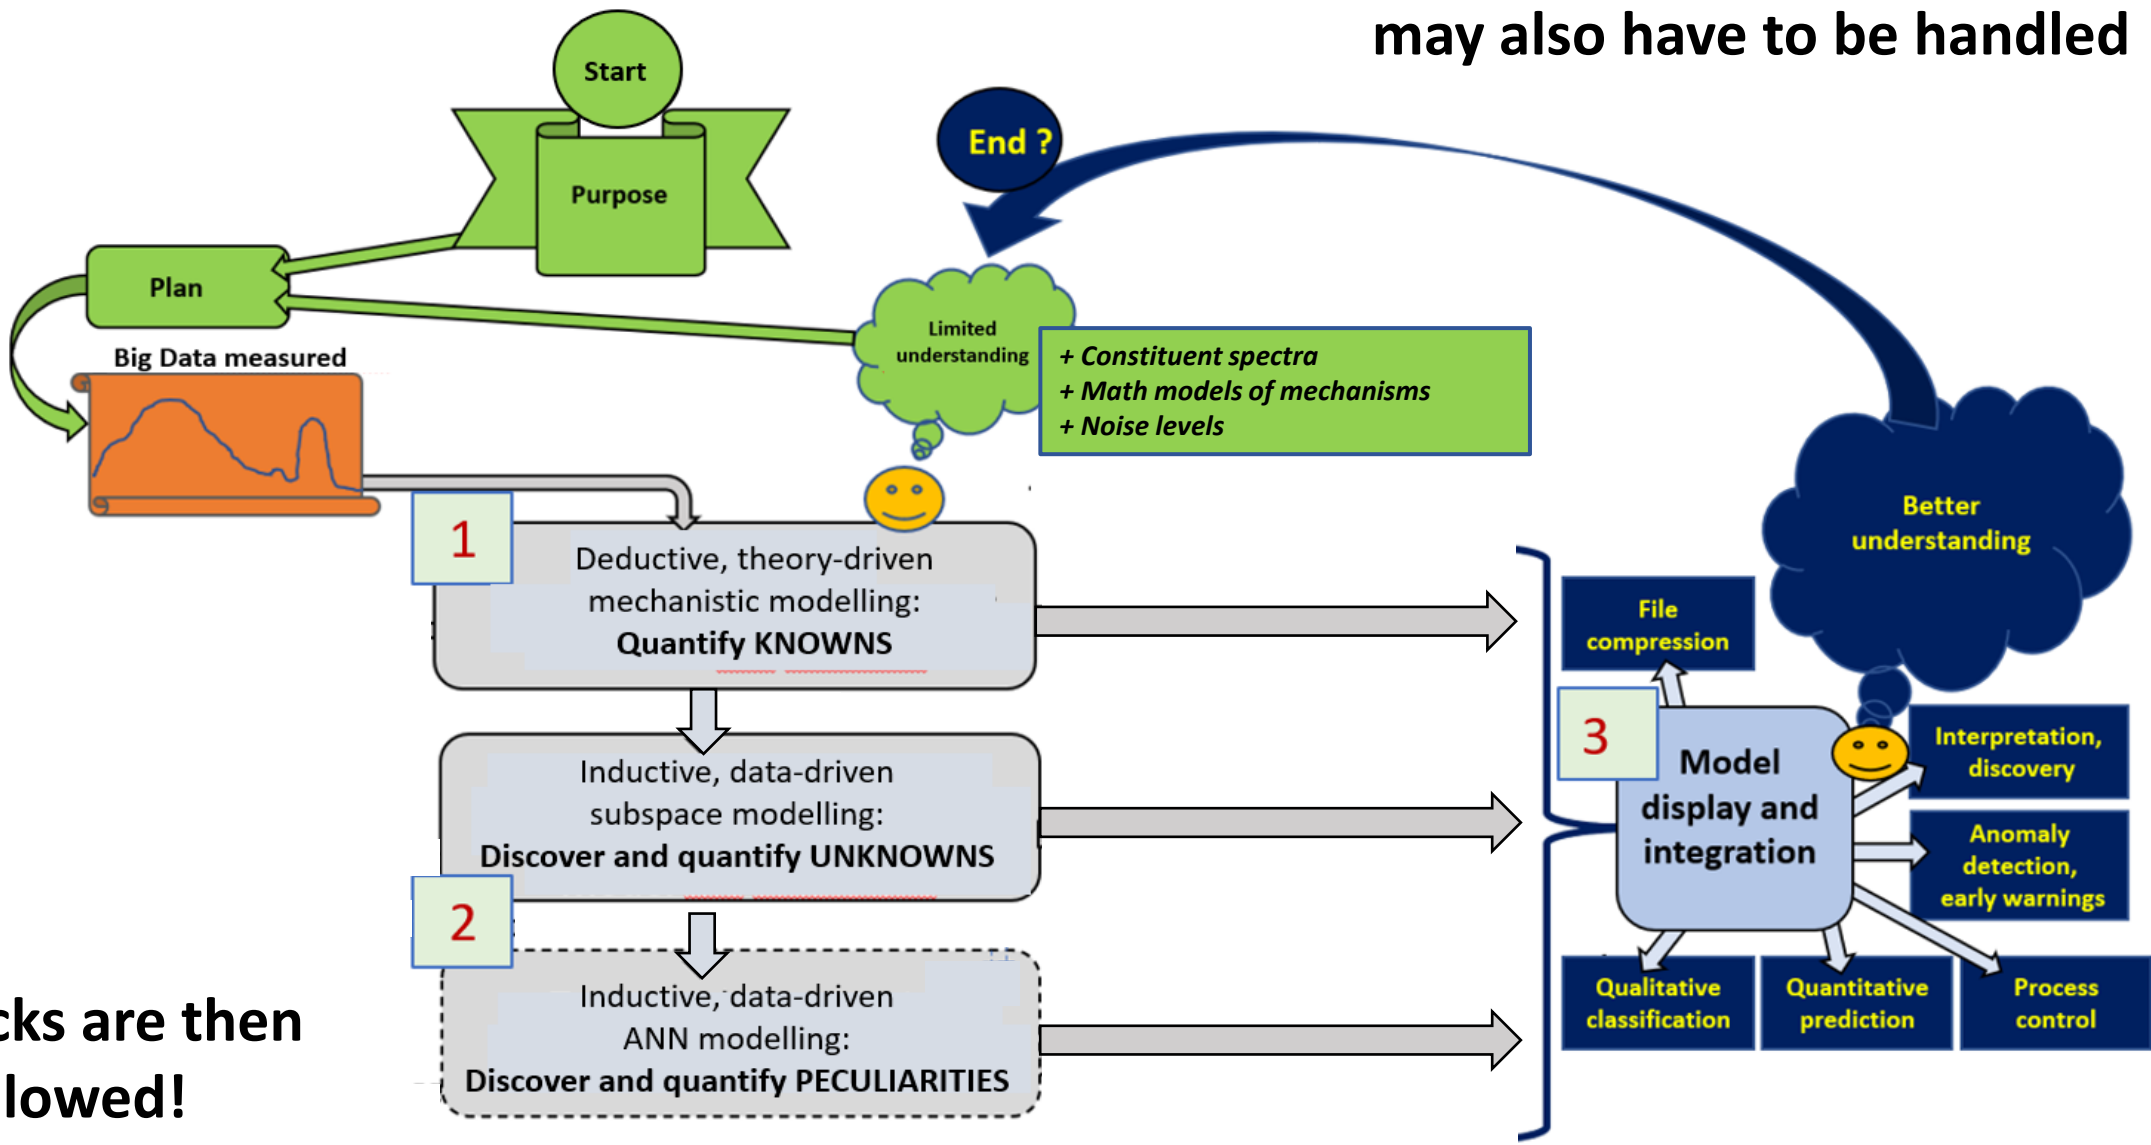 may also have to be handled
Start
Purpose
End ?
Plan
Limited
understanding
+ Constituent spectra
+ Math models of mechanisms
+ Noise levels
Big Data measured
1
Deductive, theory-driven
mechanistic modelling:
Quantify KNOWNS
Inductive, data-driven
subspace modelling:
Discover and quantify UNKNOWNS
2
Inductive, data-driven
ANN modelling:
Discover and quantify PECULIARITIES
Better
understanding
File
compression
3
Model
display and
integration
Interpretation,
discovery
Anomaly
detection,
early warnings
Qualitative
classification
Quantitative
prediction
Process
control
cks are then
lowed!